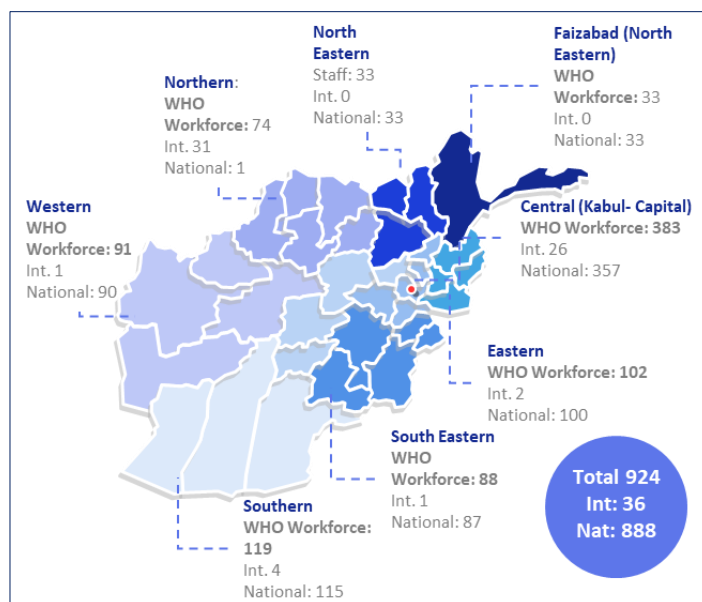 North
Eastern
Staff: 33
Int. 0
National: 33
Faizabad (North
Eastern)
WHO
Workforce: 33
Int. 0
National: 33
Northern:
WHO
Workforce: 74
Int. 31
National: 1
Western
WHO
Workforce: 91
Int. 1
National: 90
Central (Kabul- Capital)
WHO Workforce: 383
Int. 26
National: 357
Eastern
WHO Workforce: 102
Int. 2
National: 100
South Eastern
WHO
Workforce: 88
Int. 1
National: 87
Southern
WHO Workforce:
119
Int. 4
National: 115
Total 924
Int: 36
Nat: 888